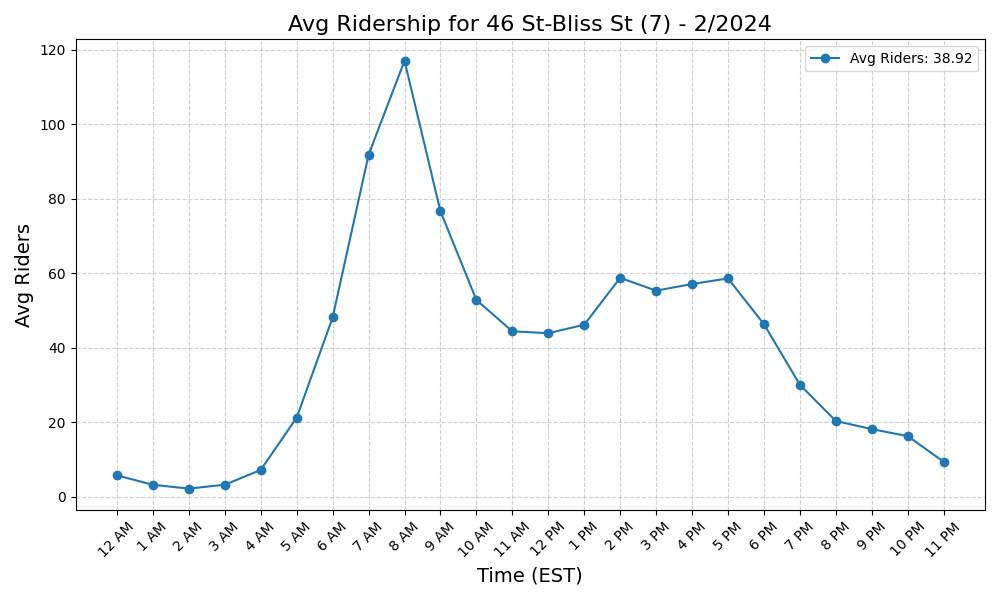 Avg Ridership for 46 St-Bliss St (7) - 2/2024
Avg Riders: 38.92
Avg Riders
120
100
80
60
40
20
0
12 AM
1 AM
2 AM
3 AM
4 AM
5 AM
6 AM
7 AM
8 AM
9 AM
10 AM
11 AM
12 PM
1 PM
2 PM
3 PM
4 PM
5 PM
6 PM
7 PM
8 PM
9 PM
10 PM
11 PM
Time (EST)